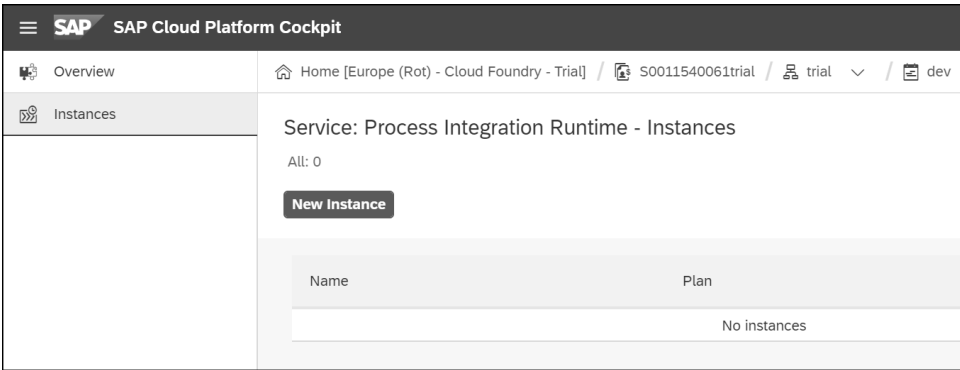 SAP SAP Cloud Platform Cockpit
Overview
Home [Europe (Rot) - Cloud Foundry - Trial] / S0011540061trial / trial / dev
Instances
Service: Process Integration Runtime - Instances
All: 0
New Instance
Name Plan
No instances